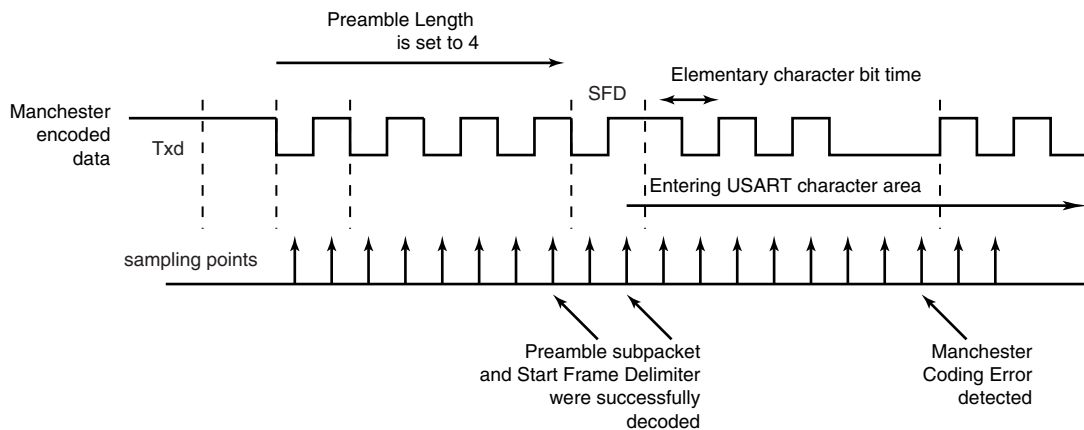 Preamble Length
is set to 4
SFD
Elementary character bit time
Manchester
encoded
data
Txd
Entering USART character area
sampling points
Preamble subpacket
and Start Frame Delimiter
were successfully
decoded
Manchester
Coding Error
detected